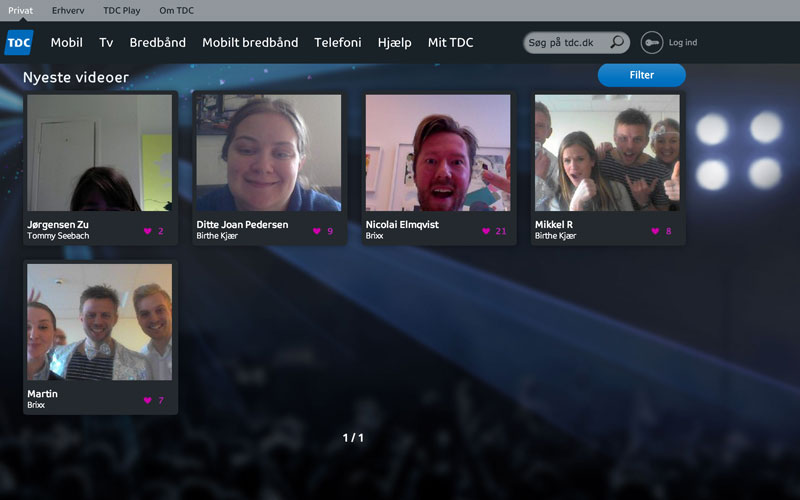 Privat Erhverv TDC Play Om TDC
TDC Mobil Tv Bredbånd Mobilt bredbånd Telefoni Hjælp Mit TDC Søg på tdc.dk Log ind
Nyeste videoer Filter
Jørgensen Zu
Tommy Seebach 2
Ditte Joan Pedersen
Birthe Kjær 9
Nicolai Elmqvist
Brixx 21
Mikkel R
Birthe Kjær 8
Martin
Brixx 7
1 / 1